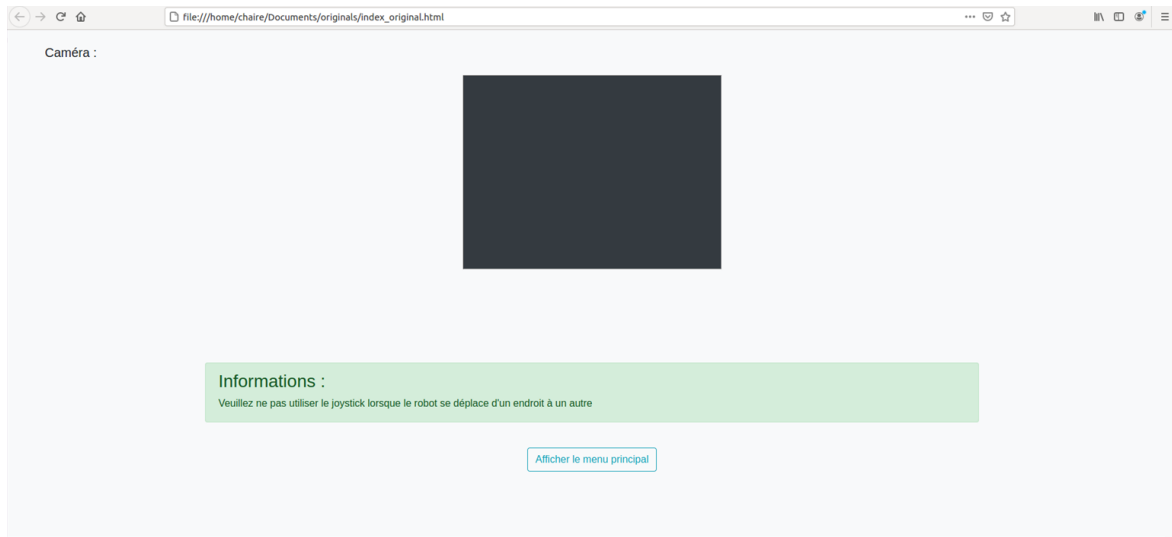 file:///home/chaire/Documents/originals/index_original.html
Caméra :
Informations :
Veuillez ne pas utiliser le joystick lorsque le robot se déplace d'un endroit à un autre
Afficher le menu principal